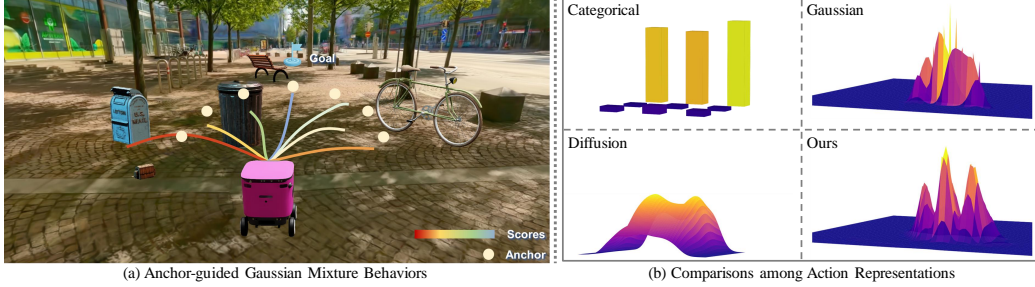 Goal
Scores
Anchor
(a) Anchor-guided Gaussian Mixture Behaviors
Categorical
Gaussian
Diffusion
Ours
(b) Comparisons among Action Representations